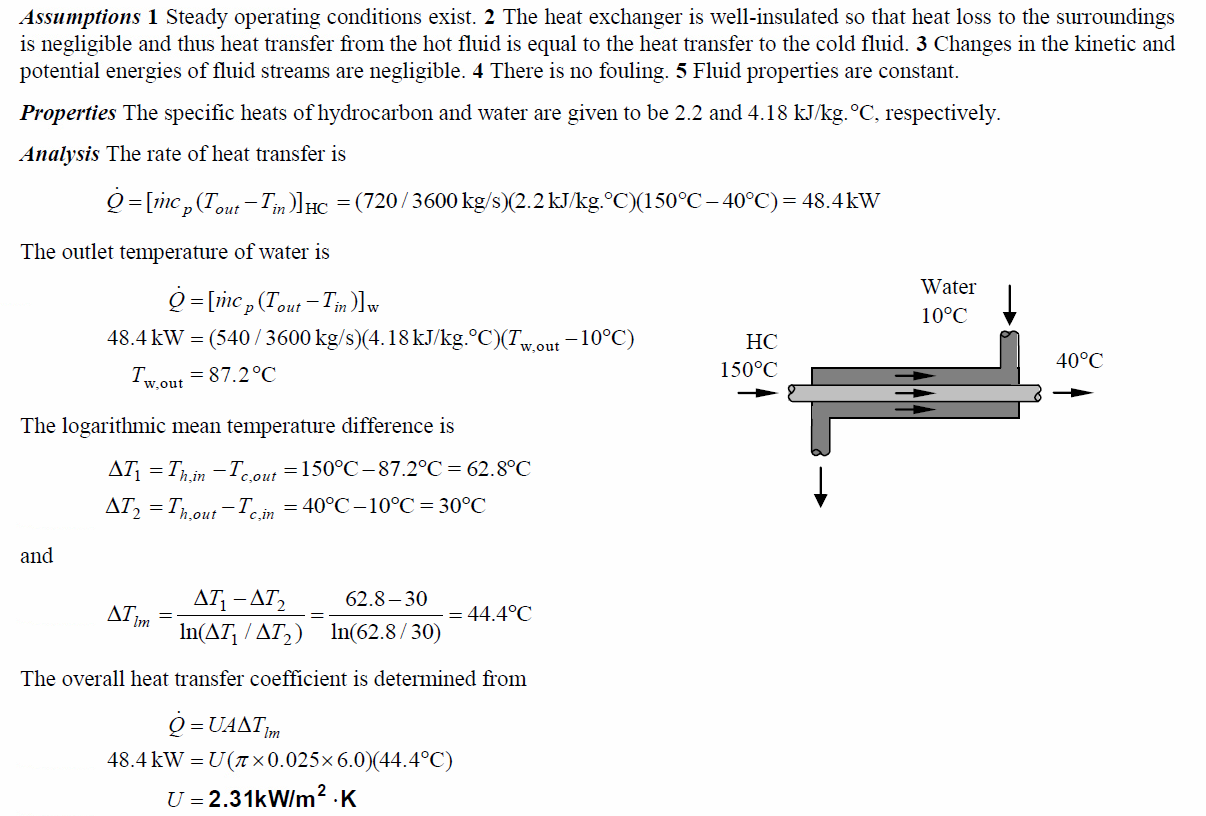 Assumptions 1 Steady operating conditions exist. 2 The heat exchanger is well-insulated so that heat loss to the surroundings
is negligible and thus heat transfer from the hot fluid is equal to the heat transfer to the cold fluid. 3 Changes in the kinetic and
potential energies of fluid streams are negligible. 4 There is no fouling. 5 Fluid properties are constant.
Properties The specific heats of hydrocarbon and water are given to be 2.2 and 4.18 kJ/kg.°C, respectively.
Analysis The rate of heat transfer is
Q̇ = [ṁc_p(T_out − T_in)]_HC = (720/3600 kg/s)(2.2 kJ/kg.°C)(150°C − 40°C) = 48.4 kW
The outlet temperature of water is
Q̇ = [ṁc_p(T_out − T_in)]_w
48.4 kW = (540/3600 kg/s)(4.18 kJ/kg.°C)(T_w,out − 10°C)
T_w,out = 87.2°C
Water
10°C
HC
150°C
40°C
The logarithmic mean temperature difference is
ΔT₁ = T_h,in − T_c,out = 150°C − 87.2°C = 62.8°C
ΔT₂ = T_h,out − T_c,in = 40°C − 10°C = 30°C
and
ΔT_lm = (ΔT₁ − ΔT₂) / ln(ΔT₁ / ΔT₂) = (62.8 − 30) / ln(62.8/30) = 44.4°C
The overall heat transfer coefficient is determined from
Q̇ = UAΔT_lm
48.4 kW = U(π × 0.025 × 6.0)(44.4°C)
U = 2.31kW/m² ·K